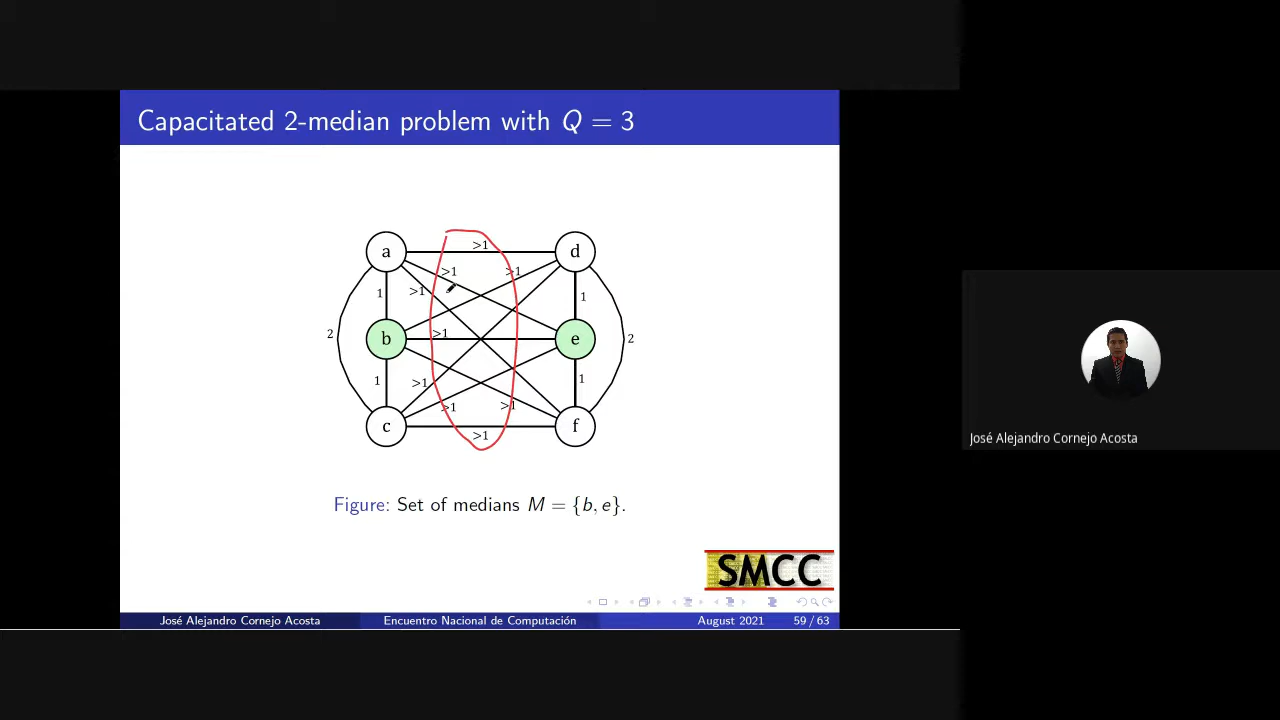 Capacitated 2-median problem with Q = 3
a >1 d
>1 >1
1 >1 1
2 b >1 e 2
1 >1 1
>1 >1
c >1 f
Figure: Set of medians M = {b, e}.
SMCC
José Alejandro Cornejo Acosta Encuentro Nacional de Computación August 2021 59 / 63
José Alejandro Cornejo Acosta